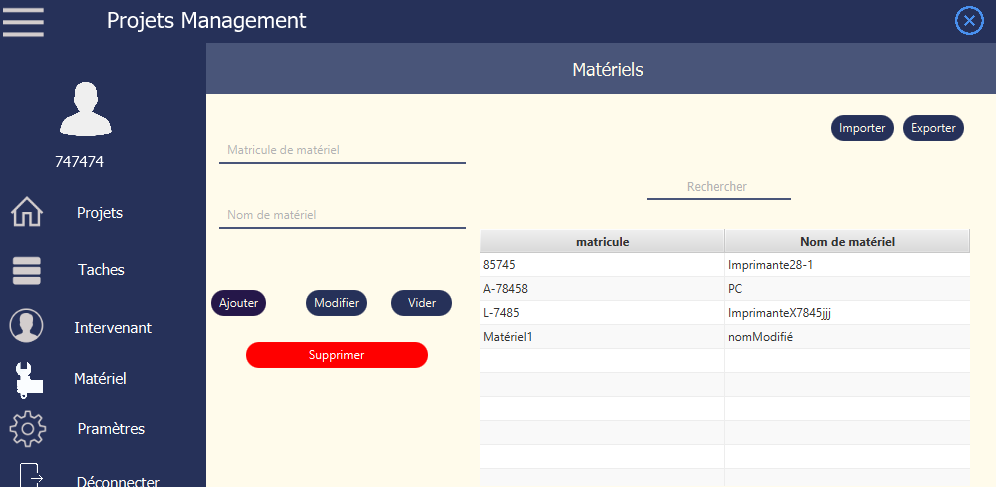 Projets Management
747474
Projets
Taches
Intervenant
Matériel
Pramètres
Déconnecter
Matériels
Matricule de matériel
Nom de matériel
Ajouter Modifier Vider
Supprimer
Importer Exporter
Rechercher
matricule Nom de matériel
85745 Imprimante28-1
A-78458 PC
L-7485 ImprimanteX7845jjj
Matériel1 nomModifié